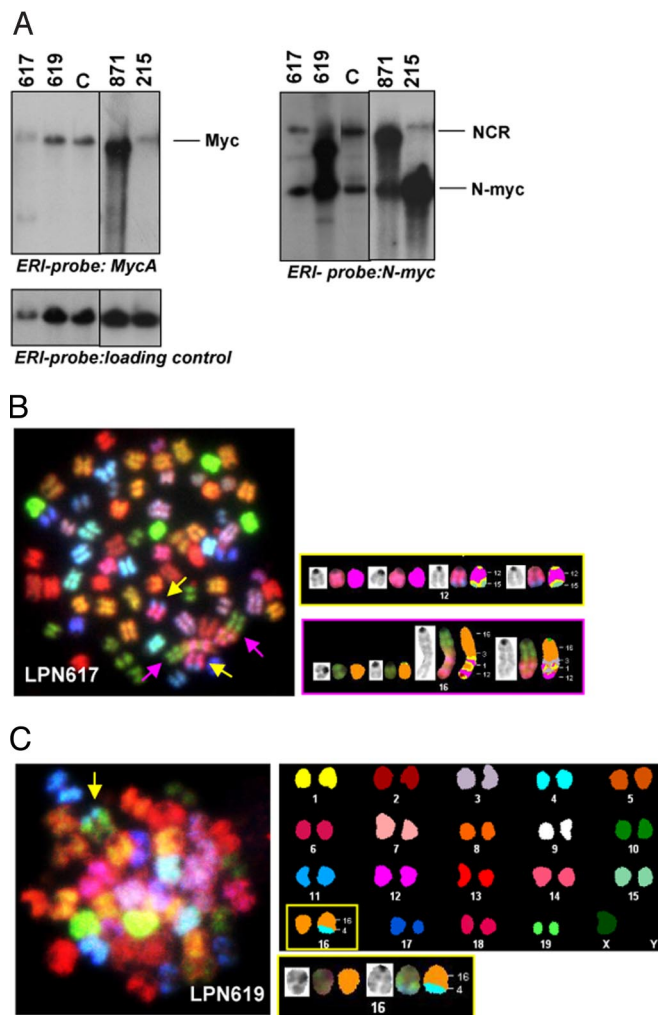 A
617 619 C 871 215
Myc
ERI-probe: MycA
ERI-probe:loading control
617 619 C 871 215
NCR
N-myc
ERI- probe:N-myc
B
LPN617
12
15
12
15
12
16
3
1
12
16
3
1
12
16
C
LPN619
1 2 3 4 5
6 7 8 9 10
11 12 13 14 15
16
4
16 17 18 19 X Y
16
4
16